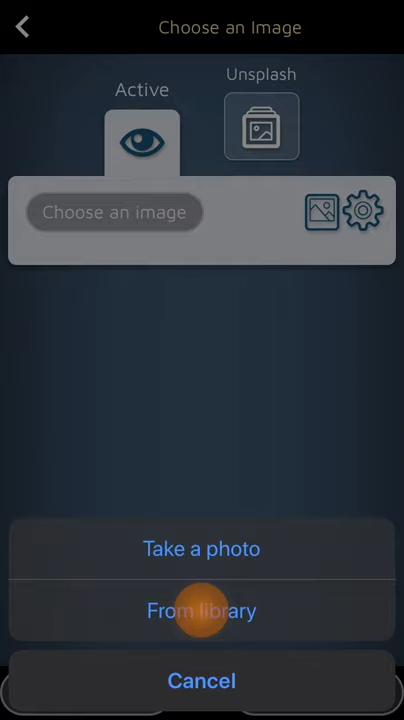 Choose an Image
Unsplash
Active
Choose an image
Take a photo
From library
Cancel